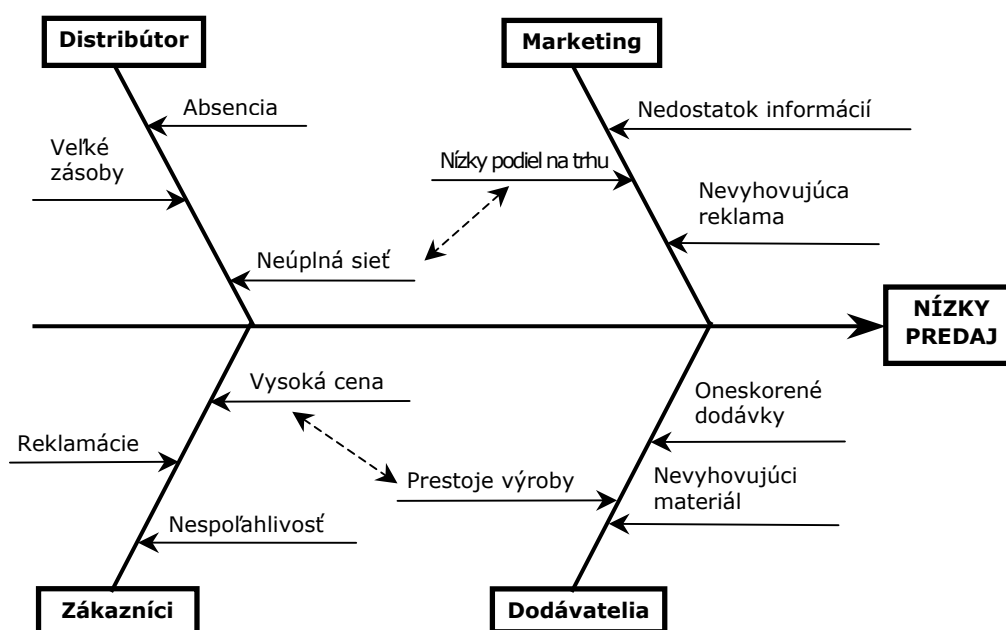 Distribútor
Marketing
Absencia
Nedostatok informácií
Veľké
zásoby
Nízky podiel na trhu
Nevyhovujúca
reklama
Neúplná sieť
NÍZKY
PREDAJ
Vysoká cena
Oneskorené
dodávky
Reklamácie
Prestoje výroby
Nevyhovujúci
materiál
Nespoľahlivosť
Zákazníci
Dodávatelia